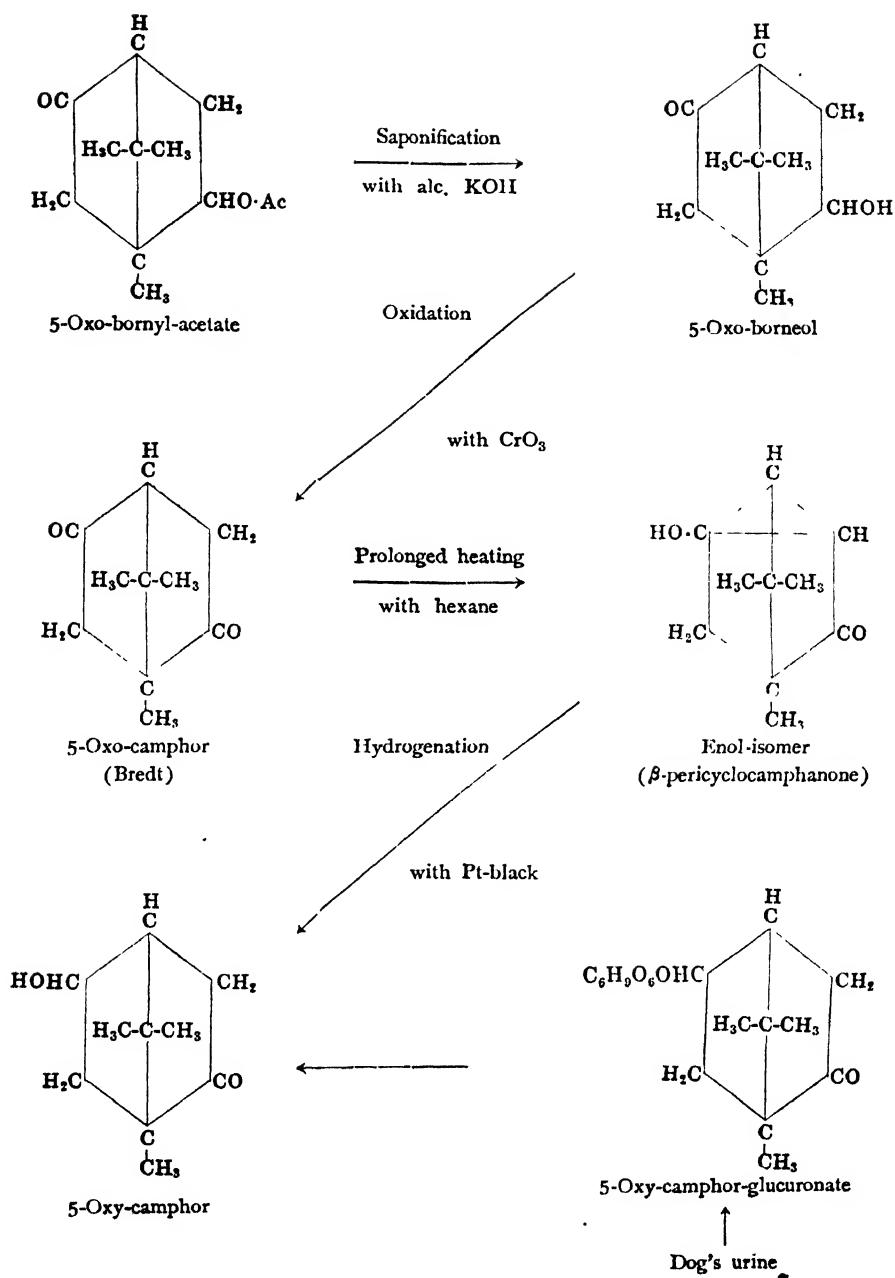 H
C
OC
CH₂
H₃C-C-CH₃
H₂C
CHO·Ac
C
CH₃
5-Oxo-bornyl-acetate
Saponification
with alc. KOH
H
C
OC
CH₂
H₃C-C-CH₃
H₂C
CHOH
C
CH₃
5-Oxo-borneol
Oxidation
with CrO₃
H
C
OC
CH₂
H₃C-C-CH₃
H₂C
CO
C
CH₃
5-Oxo-camphor
(Bredt)
Prolonged heating
with hexane
H
C
HO·C
CH
H₃C-C-CH₃
H₂C
CO
C
CH₃
Enol-isomer
(β-pericyclocamphanone)
Hydrogenation
with Pt-black
H
C
HOHC
CH₂
H₃C-C-CH₃
H₂C
CO
C
CH₃
5-Oxy-camphor
H
C
C₆H₉O₆OHC
CH₂
H₃C-C-CH₃
H₂C
CO
C
CH₃
5-Oxy-camphor-glucuronate
Dog's urine